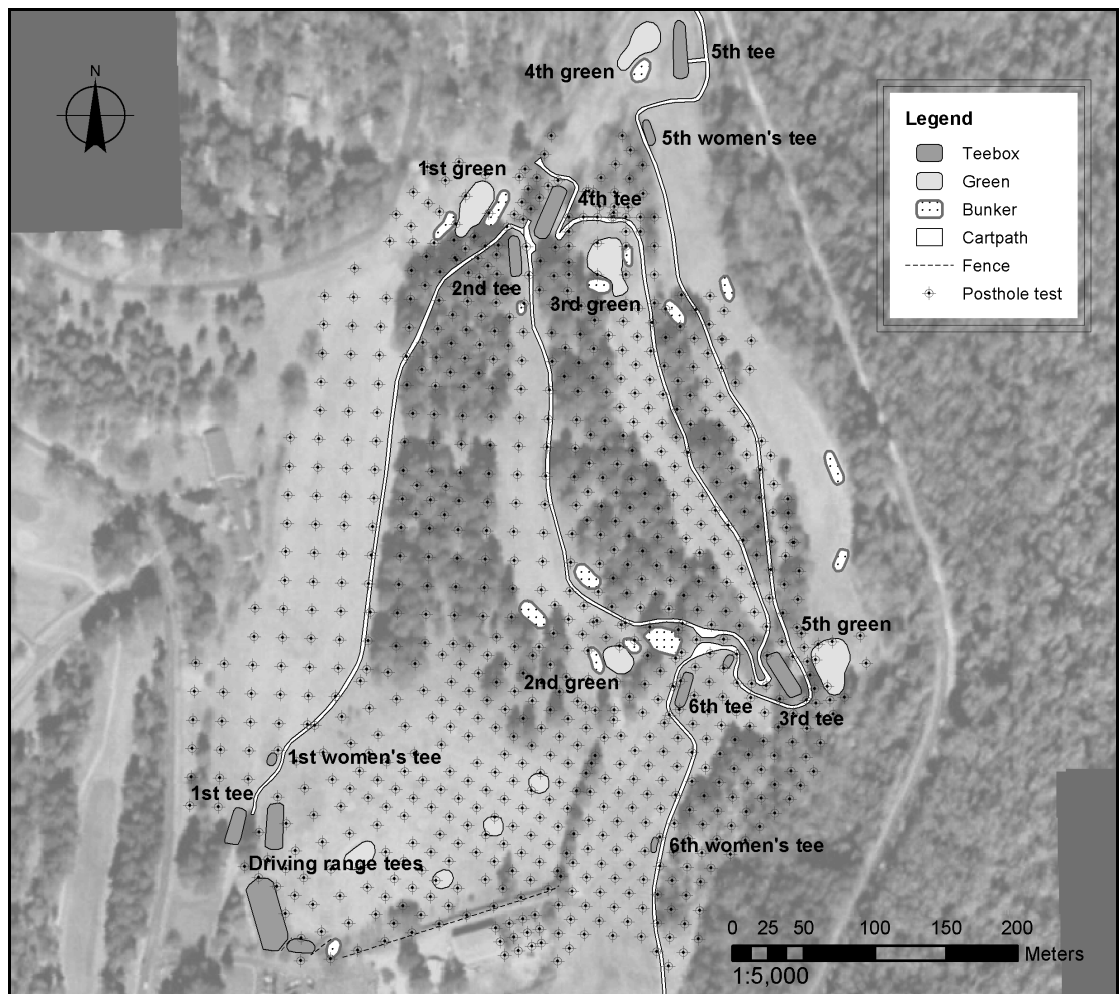 N
5th tee
4th green
5th women's tee
1st green
4th tee
2nd tee
3rd green
Legend
Teebox
Green
Bunker
Cartpath
Fence
Posthole test
5th green
2nd green
6th tee
3rd tee
1st women's tee
1st tee
6th women's tee
Driving range tees
0 25 50 100 150 200
Meters
1:5,000